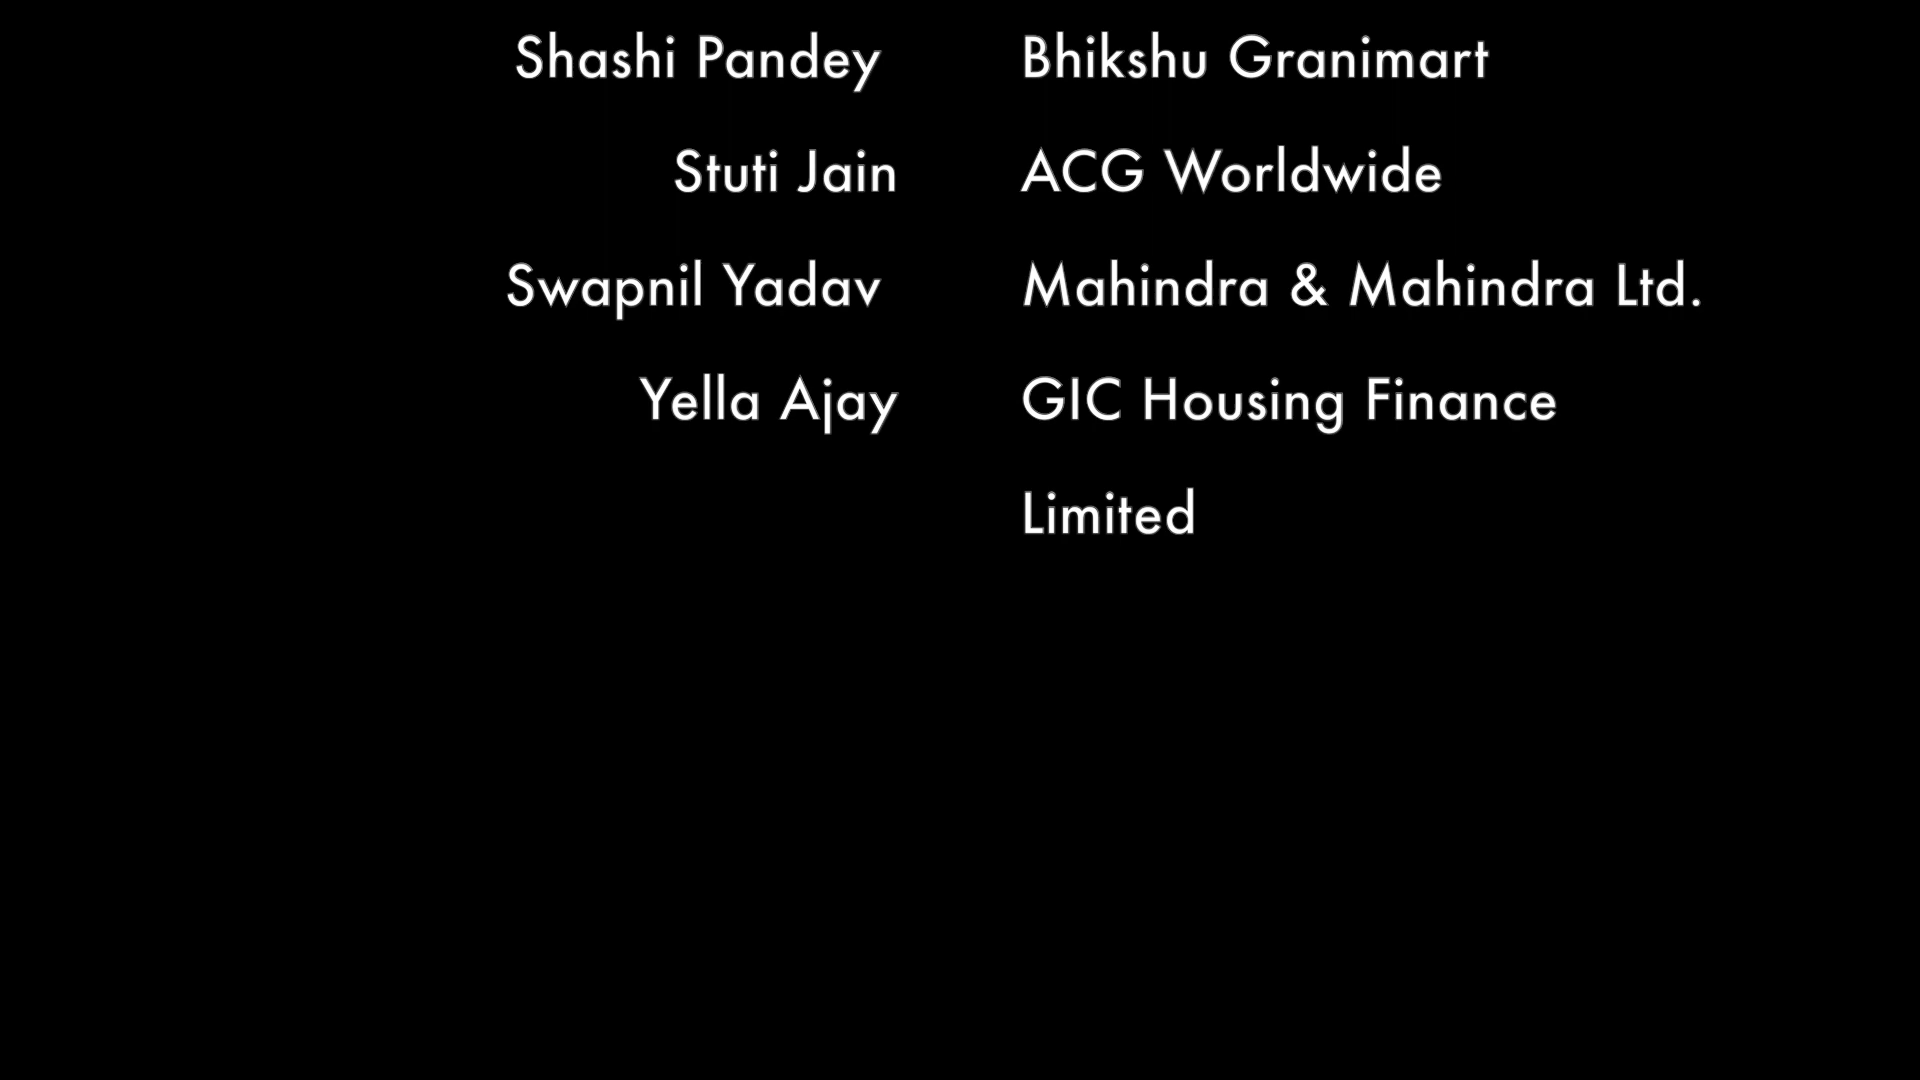 Shashi Pandey Bhikshu Granimart
Stuti Jain ACG Worldwide
Swapnil Yadav Mahindra & Mahindra Ltd.
Yella Ajay GIC Housing Finance
Limited